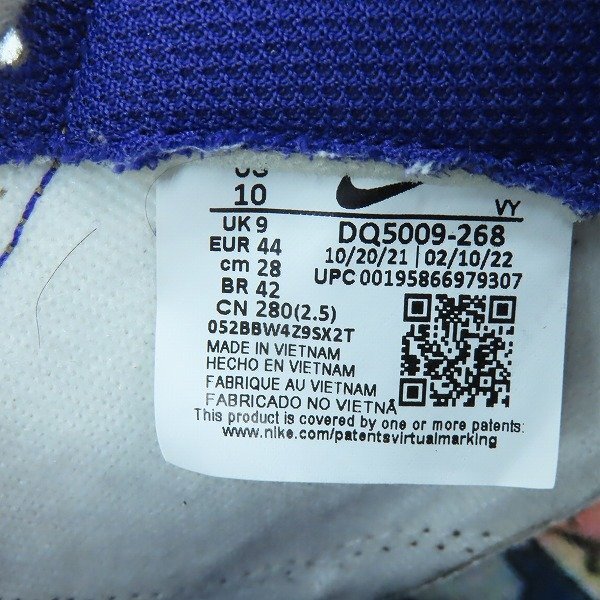 US
10
VY
UK 9
EUR 44
cm 28
BR 42
CN 280(2.5)
DQ5009-268
10/20/21 | 02/10/22
UPC 00195866979307
052BBW4Z9SX2T
MADE IN VIETNAM
HECHO EN VIETNAM
FABRIQUE AU VIETNAM
FABRICADO NO VIETNÃ
This product is covered by one or more patents:
www.nike.com/patentsvirtualmarking